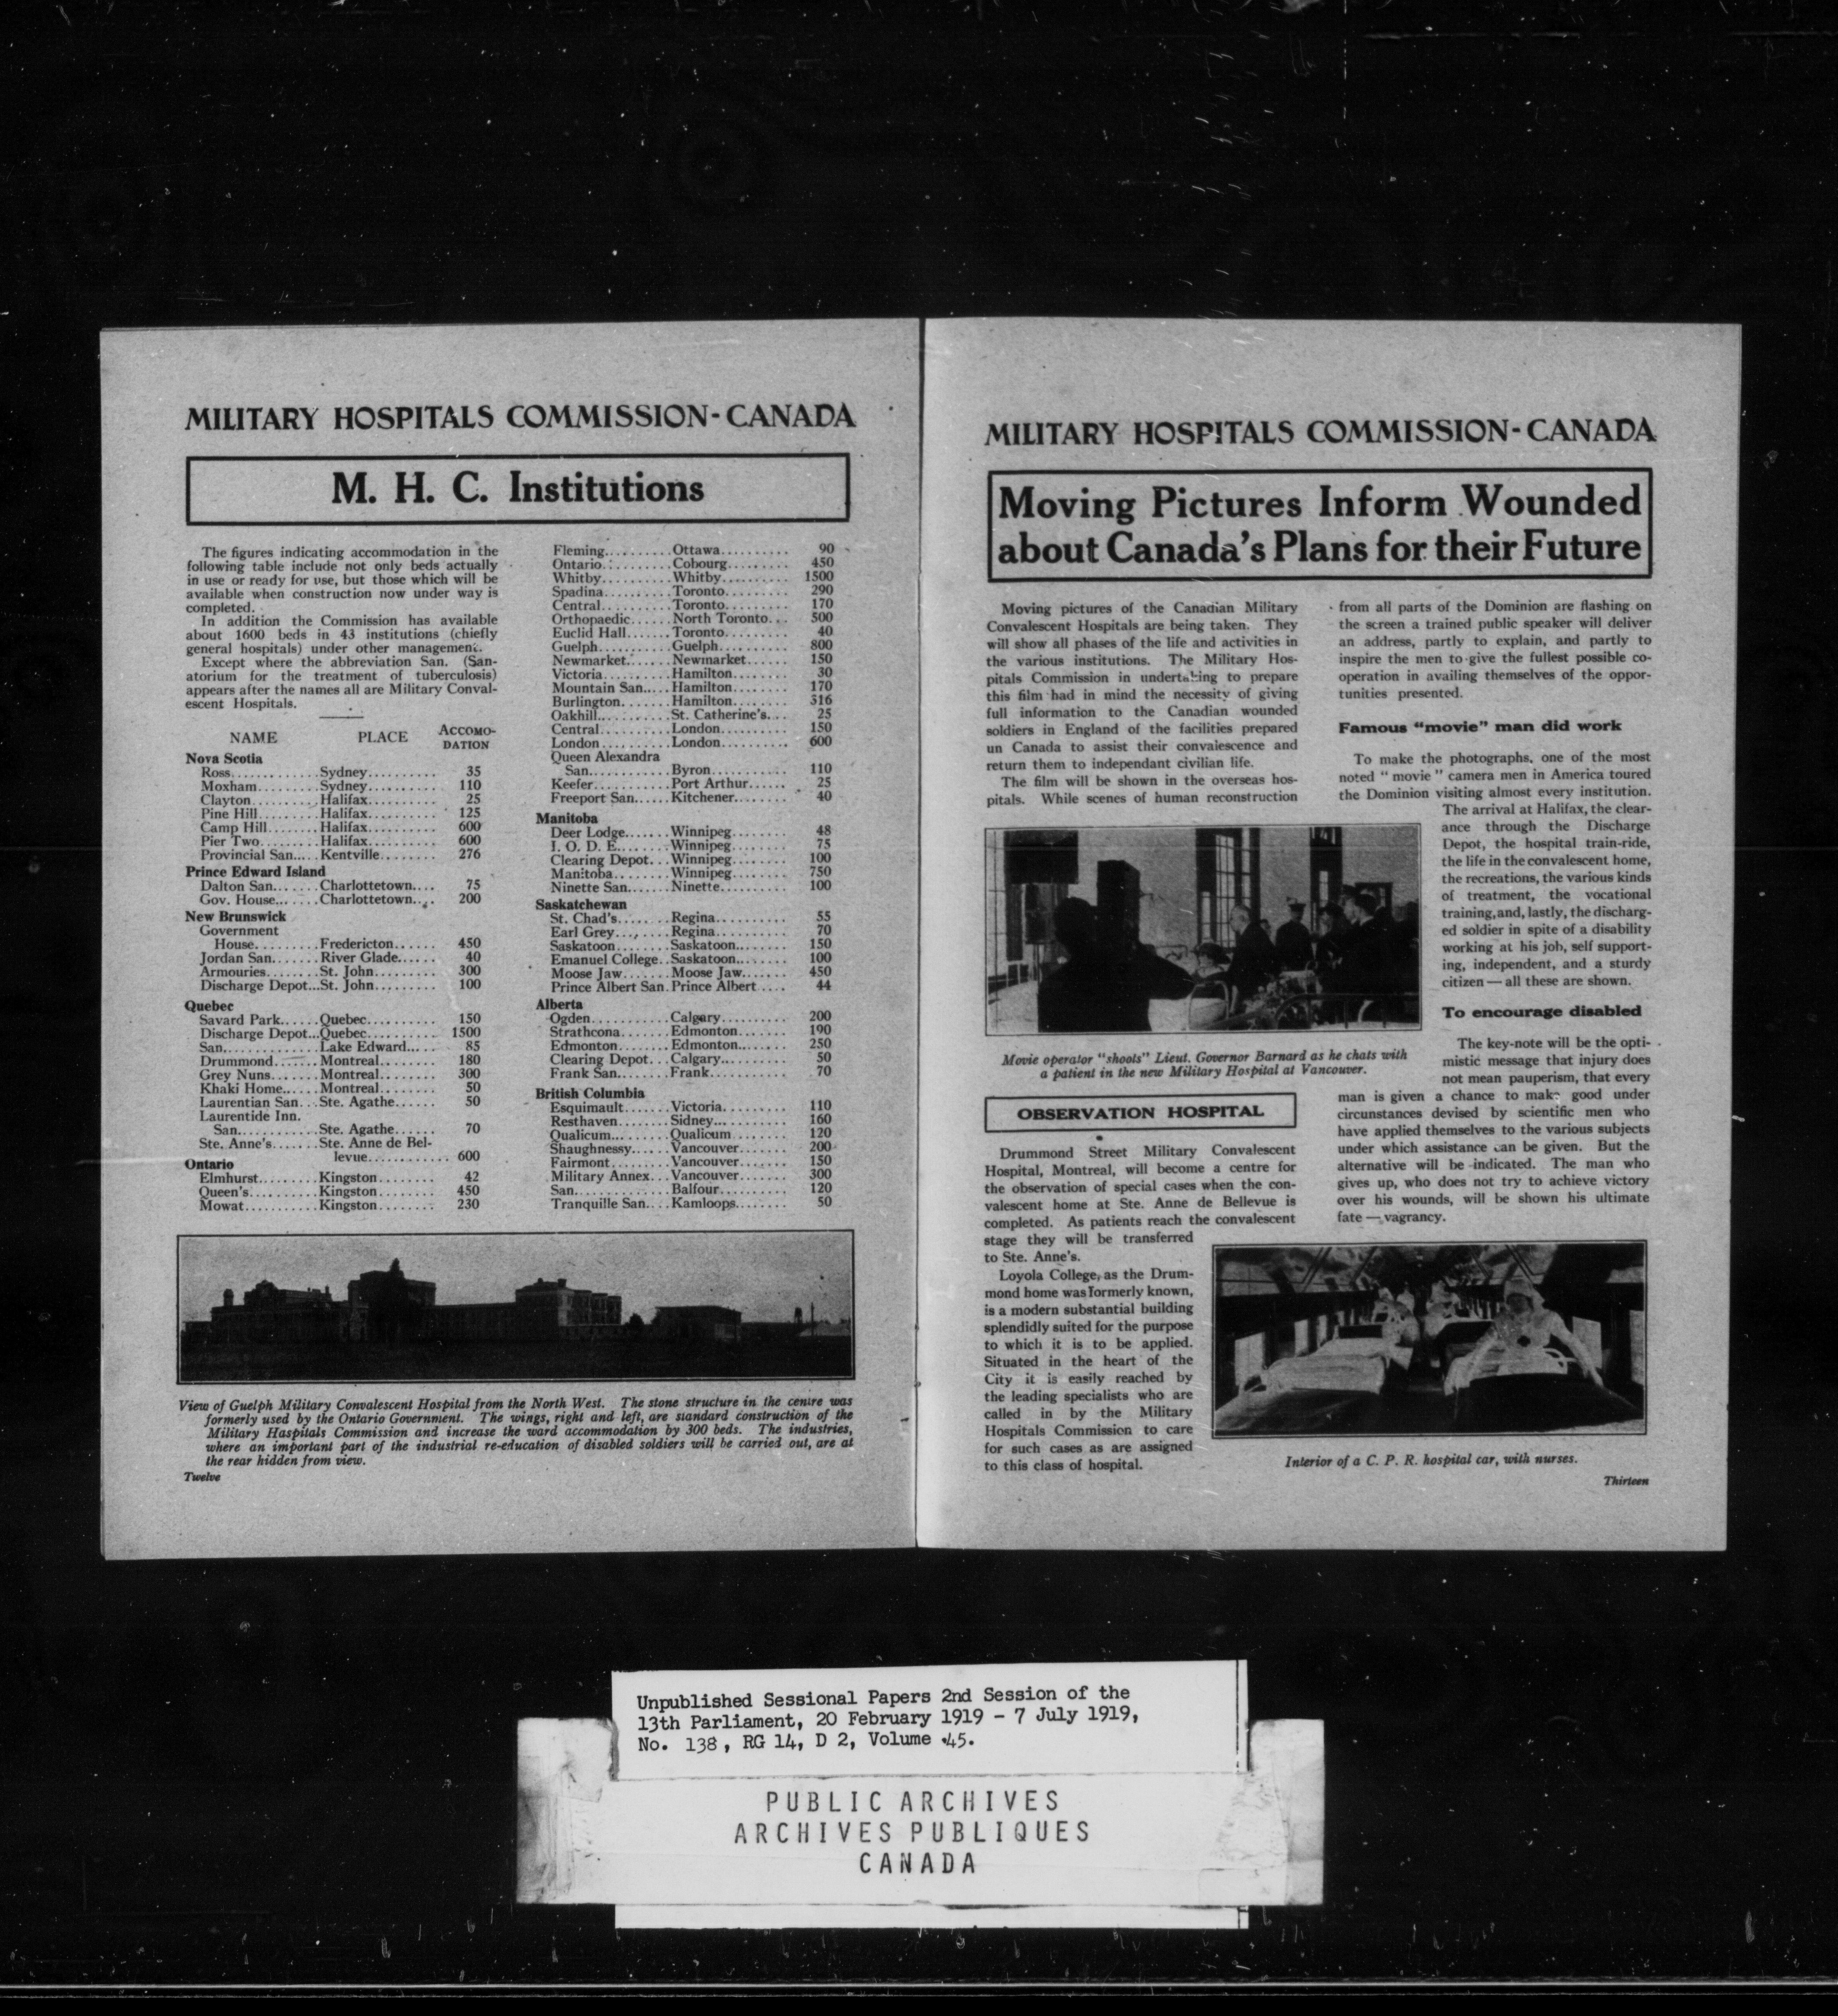 MILITARY HOSPITALS COMMISSION-CANADA
M. H. C. Institutions
The figures indicating accommodation in the
following table include not only beds actually
in use or ready for use, but those which will be
available when construction now under way is
completed.
In addition the Commission has available
about 1600 beds in 43 institutions (chiefly
general hospitals) under other management.
Except where the abbreviation San. (San-
atorium for the treatment of tuberculosis)
appears after the names all are Military Conval-
escent Hospitals.
NAME PLACE ACCOMO-
DATION
Nova Scotia
Ross............Sydney.......... 35
Moxham.........Sydney.......... 110
Clayton..........Halifax.......... 25
Pine Hill.........Halifax.......... 125
Camp Hill........Halifax.......... 600
Pier Two.........Halifax.......... 600
Provincial San.....Kentville........ 276
Prince Edward Island
Dalton San.......Charlottetown.... 75
Gov. House.......Charlottetown.... 200
New Brunswick
Government
House.........Fredericton...... 450
Jordan San.......River Glade...... 40
Armouries........St. John......... 300
Discharge Depot...St. John......... 100
Quebec
Savard Park......Quebec.......... 150
Discharge Depot...Quebec.......... 1500
San.............Lake Edward..... 85
Drummond.......Montreal........ 180
Grey Nuns.......Montreal........ 300
Khaki Home......Montreal........ 50
Laurentian San...Ste. Agathe...... 50
Laurentide Inn.
San...........Ste. Agathe...... 70
Ste. Anne's.......Ste. Anne de Bel-
levue............ 600
Ontario
Elmhurst.........Kingston........ 42
Queen's..........Kingston........ 450
Mowat...........Kingston........ 230
Fleming..........Ottawa.......... 90
Ontario..........Cobourg......... 450
Whitby..........Whitby.......... 1500
Spadina..........Toronto......... 290
Central..........Toronto......... 170
Orthopaedic......North Toronto... 500
Euclid Hall.......Toronto......... 40
Guelph...........Guelph.......... 800
Newmarket.......Newmarket...... 150
Victoria..........Hamilton........ 30
Mountain San.....Hamilton........ 170
Burlington........Hamilton........ 316
Oakhill...........St. Catherine's... 25
Central..........London.......... 150
London..........London.......... 600
Queen Alexandra
San...........Byron........... 110
Keefer...........Port Arthur...... 25
Freeport San......Kitchener........ 40
Manitoba
Deer Lodge.......Winnipeg........ 48
I. O. D. E........Winnipeg........ 75
Clearing Depot...Winnipeg........ 100
Manitoba.........Winnipeg........ 750
Ninette San.......Ninette.......... 100
Saskatchewan
St. Chad's........Regina.......... 55
Earl Grey.........Regina.......... 70
Saskatoon........Saskatoon........ 150
Emanuel College..Saskatoon........ 100
Moose Jaw.......Moose Jaw....... 450
Prince Albert San.Prince Albert .... 44
Alberta
Ogden...........Calgary.......... 200
Strathcona.......Edmonton....... 190
Edmonton........Edmonton....... 250
Clearing Depot...Calgary.......... 50
Frank San........Frank........... 70
British Columbia
Esquimault.......Victoria......... 110
Resthaven........Sidney.......... 160
Qualicum.........Qualicum ....... 120
Shaughnessy......Vancouver....... 200
Fairmont.........Vancouver....... 150
Military Annex...Vancouver....... 300
San.............Balfour.......... 120
Tranquille San....Kamloops........ 50
View of Guelph Military Convalescent Hospital from the North West. The stone structure in the centre was
formerly used by the Ontario Government. The wings, right and left, are standard construction of the
Military Haspitals Commission and increase the ward accommodation by 300 beds. The industries,
where an important part of the industrial re-education of disabled soldiers will be carried out, are at
the rear hidden from view.
Twelve
MILITARY HOSPITALS COMMISSION-CANADA
Moving Pictures Inform Wounded
about Canada's Plans for their Future
Moving pictures of the Canadian Military
Convalescent Hospitals are being taken. They
will show all phases of the life and activities in
the various institutions. The Military Hos-
pitals Commission in undertaking to prepare
this film had in mind the necessity of giving
full information to the Canadian wounded
soldiers in England of the facilities prepared
un Canada to assist their convalescence and
return them to independant civilian life.
The film will be shown in the overseas hos-
pitals. While scenes of human reconstruction
from all parts of the Dominion are flashing on
the screen a trained public speaker will deliver
an address, partly to explain, and partly to
inspire the men to give the fullest possible co-
operation in availing themselves of the oppor-
tunities presented.
Famous "movie" man did work
To make the photographs, one of the most
noted "movie" camera men in America toured
the Dominion visiting almost every institution.
The arrival at Halifax, the clear-
ance through the Discharge
Depot, the hospital train-ride,
the life in the convalescent home,
the recreations, the various kinds
of treatment, the vocational
training, and, lastly, the discharg-
ed soldier in spite of a disability
working at his job, self support-
ing, independent, and a sturdy
citizen — all these are shown.
To encourage disabled
The key-note will be the opti-
mistic message that injury does
not mean pauperism, that every
man is given a chance to make good under
circumstances devised by scientific men who
have applied themselves to the various subjects
under which assistance can be given. But the
alternative will be indicated. The man who
gives up, who does not try to achieve victory
over his wounds, will be shown his ultimate
fate — vagrancy.
Movie operator "shoots" Lieut. Governor Barnard as he chats with
a patient in the new Military Hospital at Vancouver.
OBSERVATION HOSPITAL
Drummond Street Military Convalescent
Hospital, Montreal, will become a centre for
the observation of special cases when the con-
valescent home at Ste. Anne de Bellevue is
completed. As patients reach the convalescent
stage they will be transferred
to Ste. Anne's.
Loyola College, as the Drum-
mond home was formerly known,
is a modern substantial building
splendidly suited for the purpose
to which it is to be applied.
Situated in the heart of the
City it is easily reached by
the leading specialists who are
called in by the Military
Hospitals Commission to care
for such cases as are assigned
to this class of hospital.
Interior of a C. P. R. hospital car, with nurses.
Thirteen
Unpublished Sessional Papers 2nd Session of the
13th Parliament, 20 February 1919 - 7 July 1919,
No. 138, RG 14, D 2, Volume 45.
PUBLIC ARCHIVES
ARCHIVES PUBLIQUES
CANADA